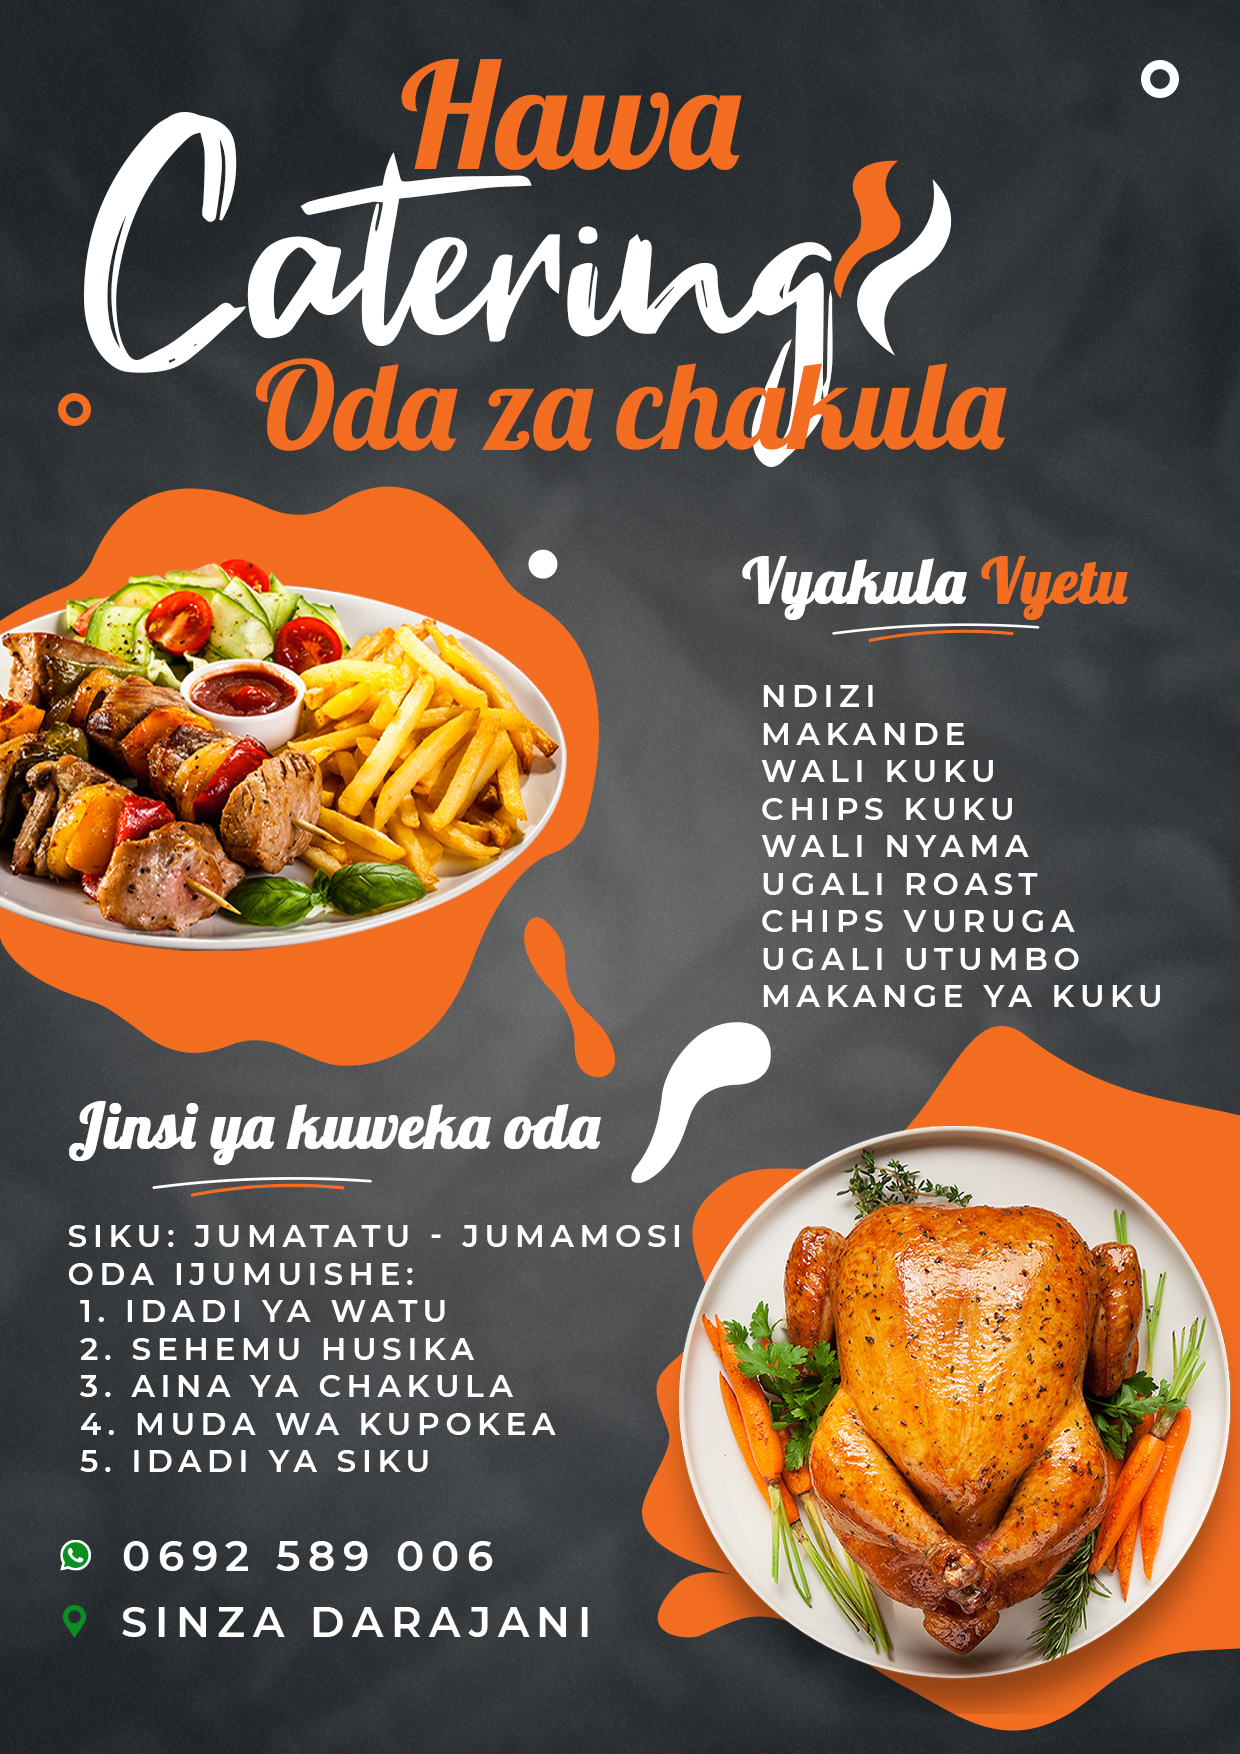 Hawa
Catering
Oda za chakula
Vyakula Vyetu
NDIZI
MAKANDE
WALI KUKU
CHIPS KUKU
WALI NYAMA
UGALI ROAST
CHIPS VURUGA
UGALI UTUMBO
MAKANGE YA KUKU
Jinsi ya kuweka oda
SIKU: JUMATATU - JUMAMOSI
ODA IJUMUISHE:
1. IDADI YA WATU
2. SEHEMU HUSIKA
3. AINA YA CHAKULA
4. MUDA WA KUPOKEA
5. IDADI YA SIKU
0692 589 006
SINZA DARAJANI